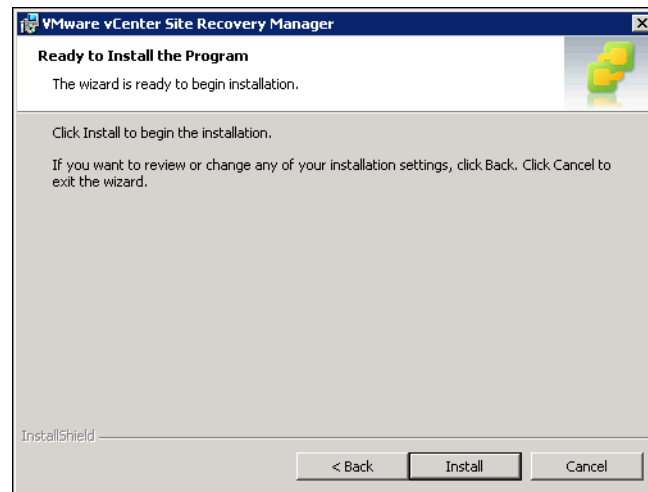 VMware vCenter Site Recovery Manager
Ready to Install the Program
The wizard is ready to begin installation.
Click Install to begin the installation.
If you want to review or change any of your installation settings, click Back. Click Cancel to
exit the wizard.
InstallShield
< Back Install Cancel